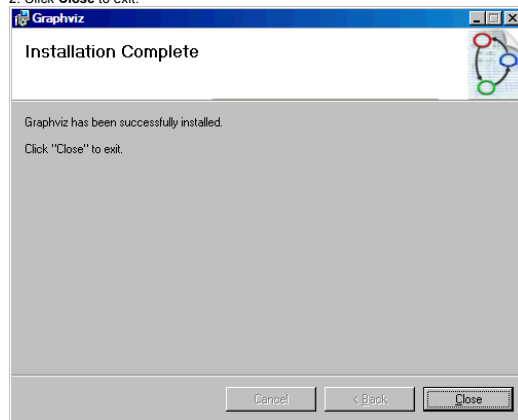 2. Click Close to exit.
Graphviz
Installation Complete
Graphviz has been successfully installed.
Click "Close" to exit.
Cancel
< Back
Close